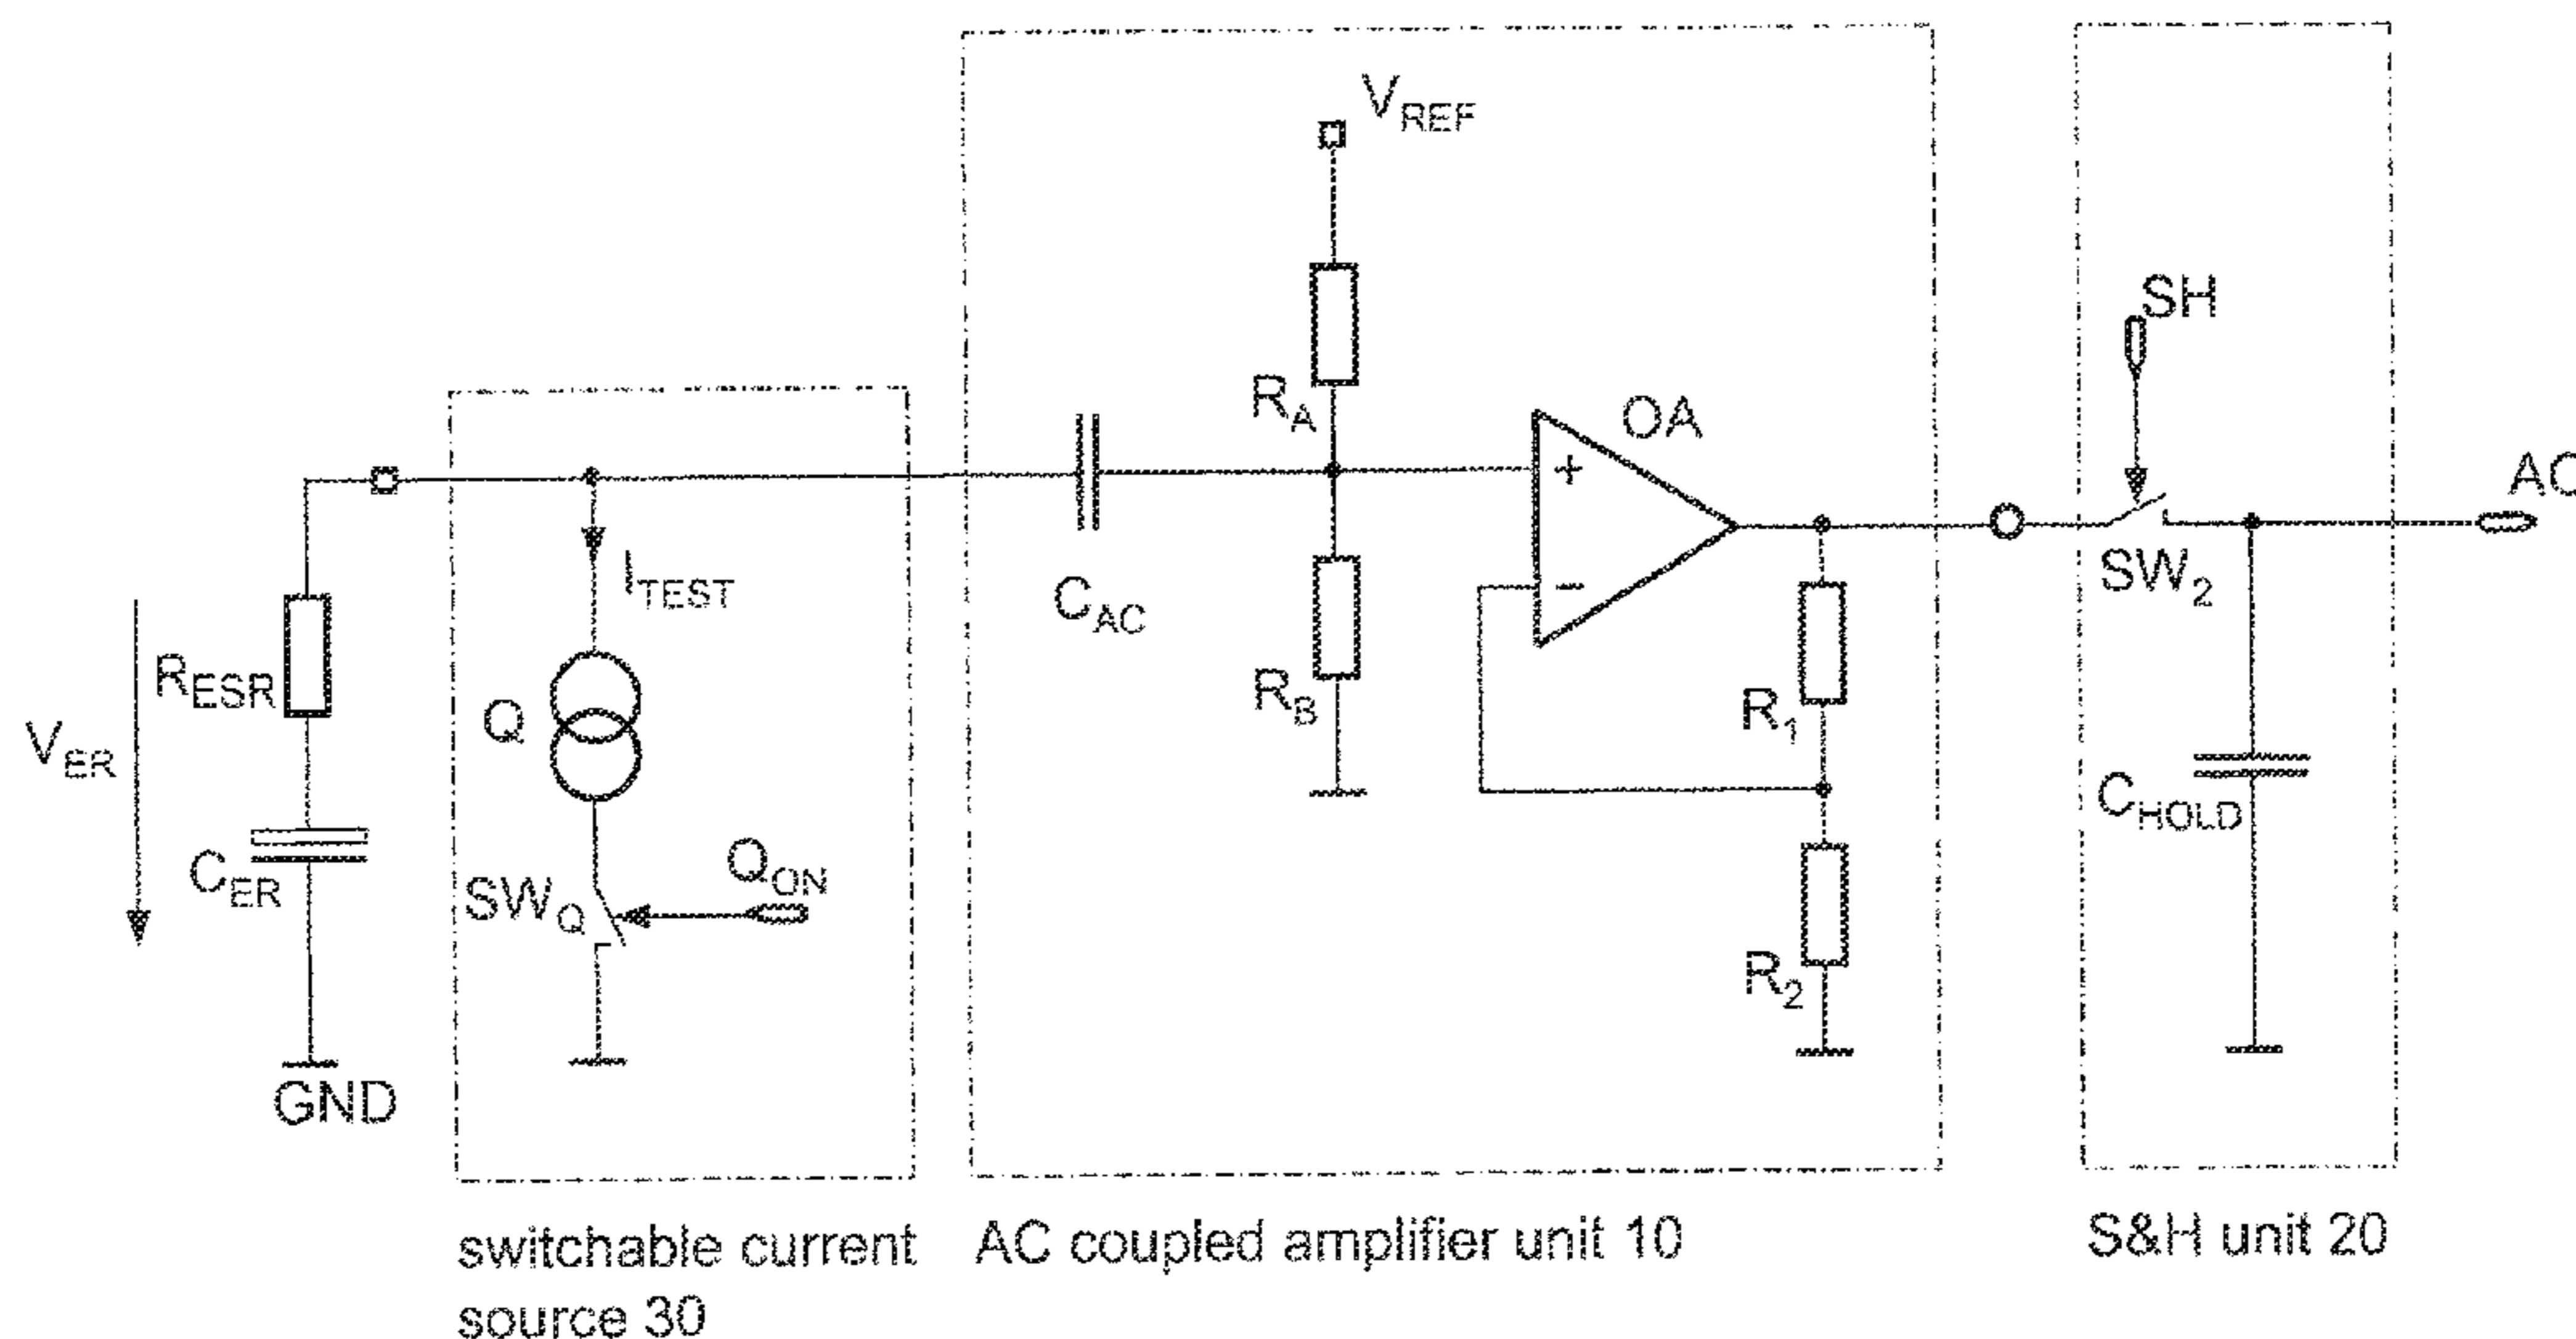 V_REF
SH
R_A
OA
AC
I_TEST
C_AC
SW_2
R_ESR
Q
R_B
R_1
V_ER
C_HOLD
C_ER
SW_Q
Q_ON
+
−
R_2
GND
switchable current
source 30
AC coupled amplifier unit 10
S&H unit 20